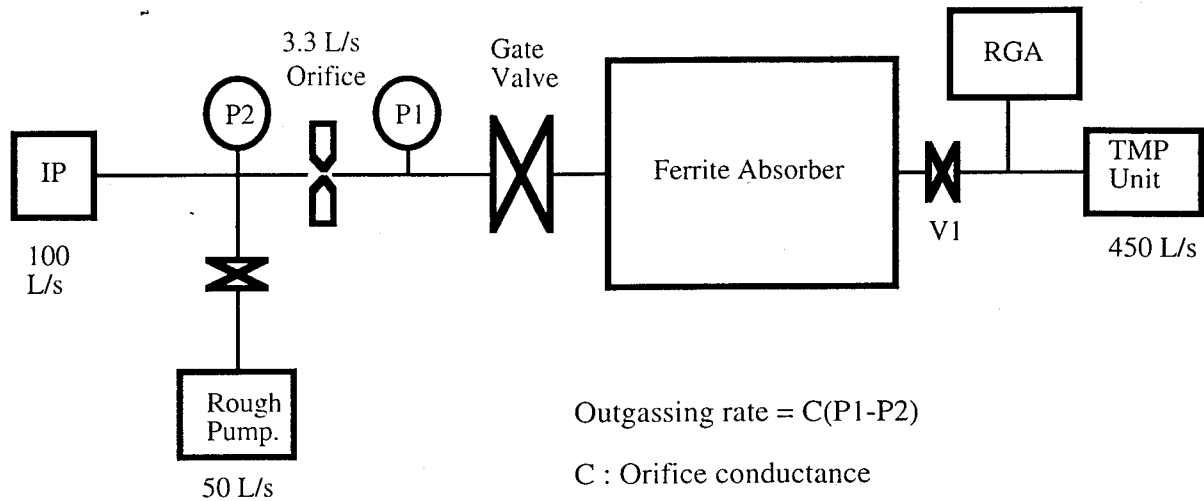 3.3 L/s
Orifice
Gate
Valve
RGA
P2
P1
IP
Ferrite Absorber
TMP
Unit
V1
100
L/s
450 L/s
Rough
Pump.
50 L/s
Outgassing rate = C(P1-P2)
C : Orifice conductance